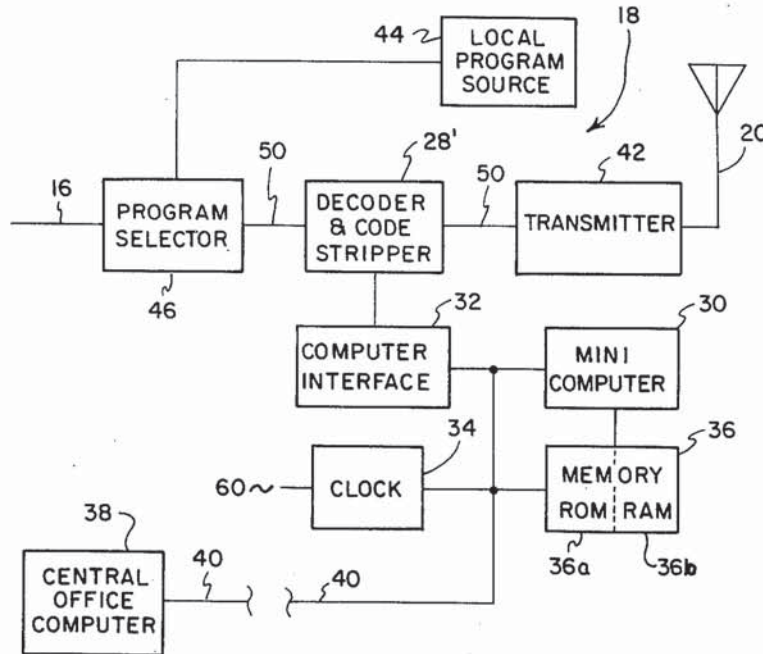 44
LOCAL
PROGRAM
SOURCE
18
20
16
PROGRAM
SELECTOR
46
50
28'
DECODER
& CODE
STRIPPER
50
42
TRANSMITTER
32
COMPUTER
INTERFACE
30
MINI
COMPUTER
34
60~
CLOCK
36
MEMORY
ROM RAM
36a
36b
38
CENTRAL
OFFICE
COMPUTER
40
40